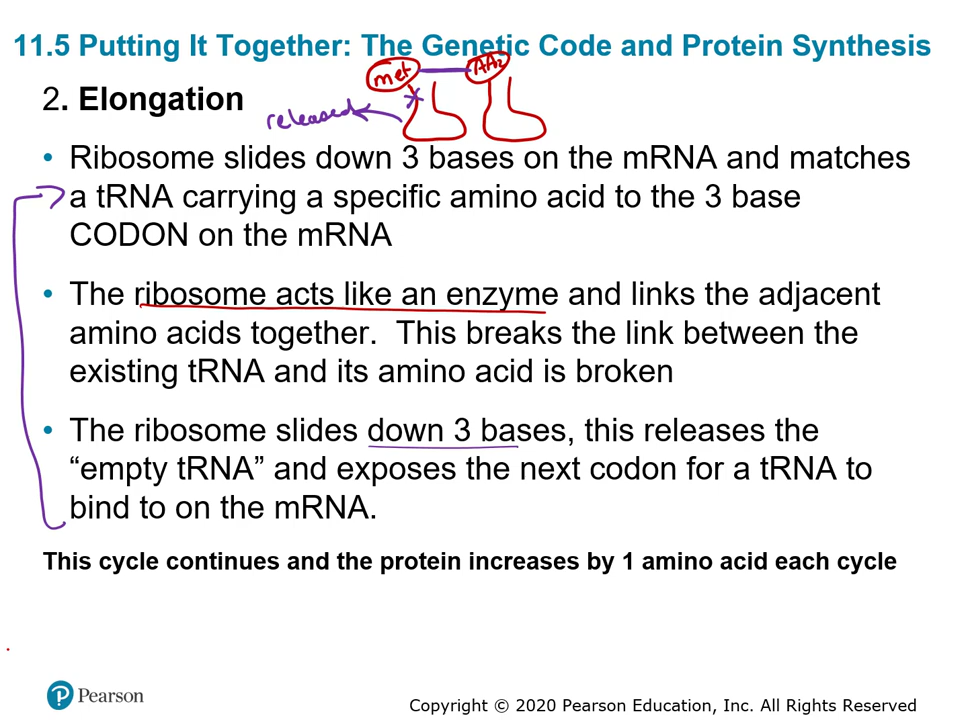 11.5 Putting It Together: The Genetic Code and Protein Synthesis
met AA2
2. Elongation
released
• Ribosome slides down 3 bases on the mRNA and matches
a tRNA carrying a specific amino acid to the 3 base
CODON on the mRNA
• The ribosome acts like an enzyme and links the adjacent
amino acids together. This breaks the link between the
existing tRNA and its amino acid is broken
• The ribosome slides down 3 bases, this releases the
“empty tRNA” and exposes the next codon for a tRNA to
bind to on the mRNA.
This cycle continues and the protein increases by 1 amino acid each cycle
P Pearson
Copyright © 2020 Pearson Education, Inc. All Rights Reserved